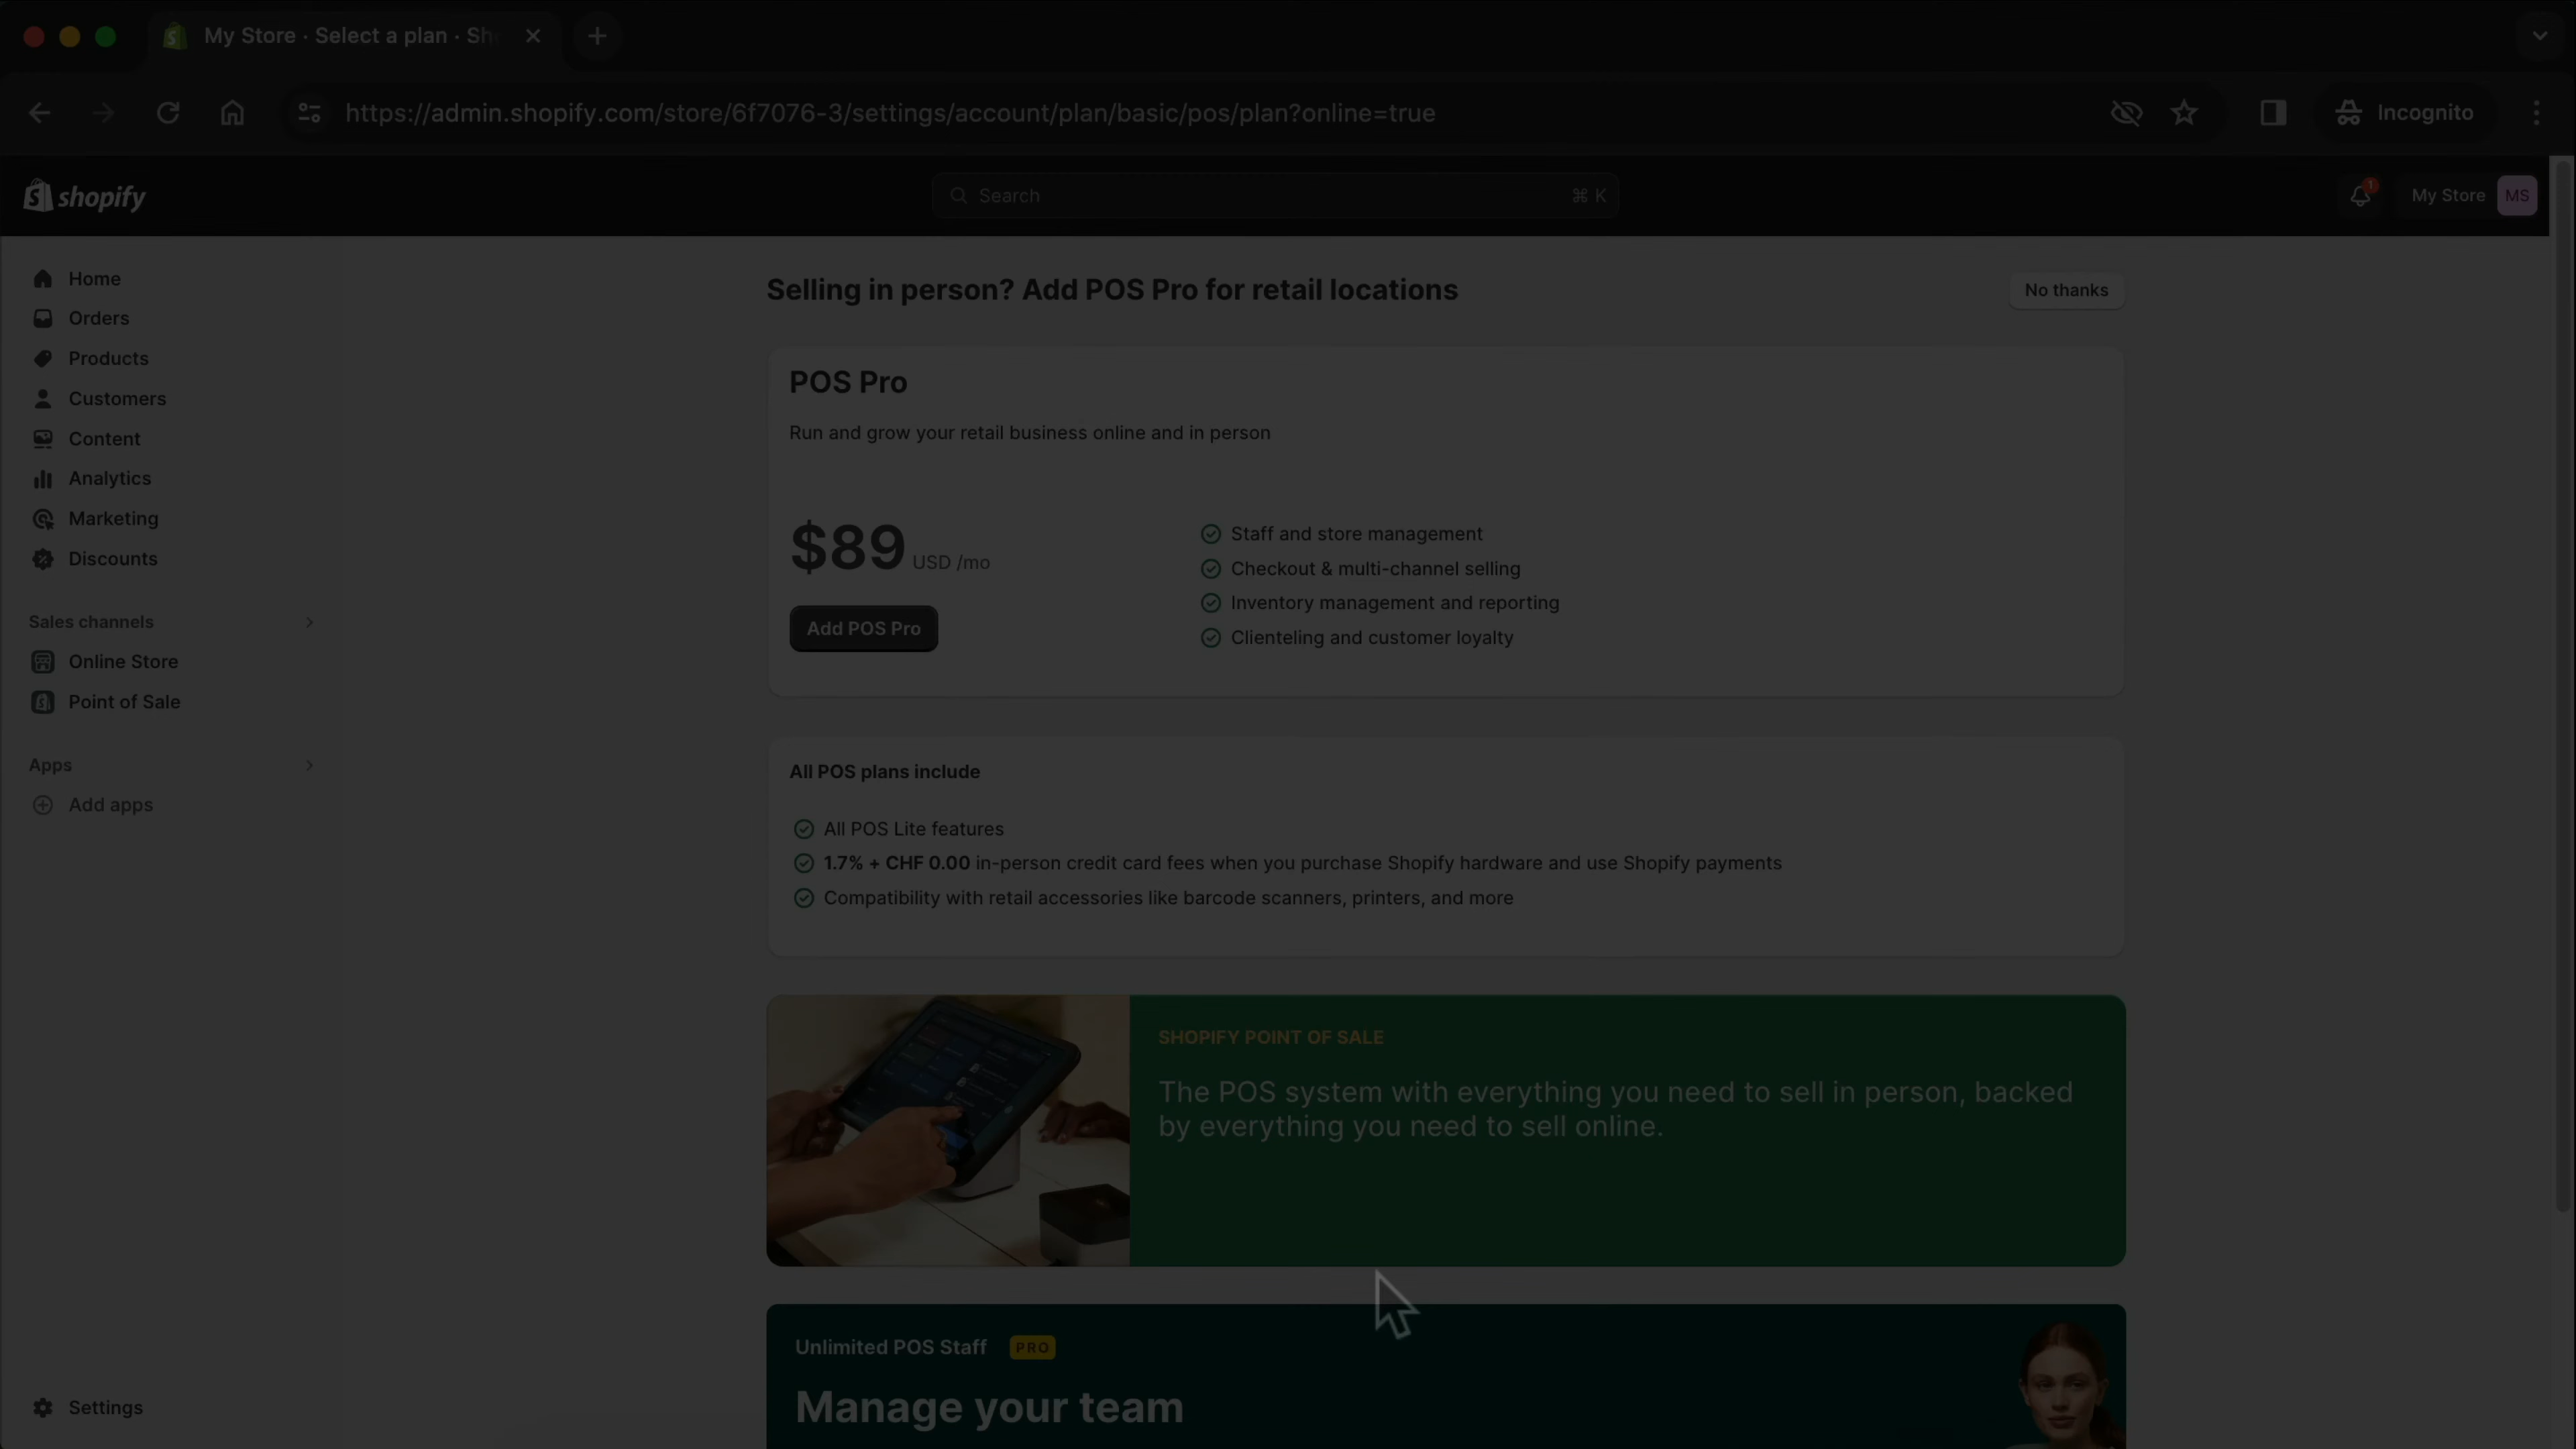 My Store · Select a plan · Sh
https://admin.shopify.com/store/6f7076-3/settings/account/plan/basic/pos/plan?online=true
Incognito
shopify
Search
⌘ K
1
My Store
MS
Home
Orders
Products
Customers
Content
Analytics
Marketing
Discounts
Sales channels
Online Store
Point of Sale
Apps
Add apps
Settings
Selling in person? Add POS Pro for retail locations
No thanks
POS Pro
Run and grow your retail business online and in person
$89 USD /mo
Add POS Pro
Staff and store management
Checkout & multi-channel selling
Inventory management and reporting
Clienteling and customer loyalty
All POS plans include
All POS Lite features
1.7% + CHF 0.00 in-person credit card fees when you purchase Shopify hardware and use Shopify payments
Compatibility with retail accessories like barcode scanners, printers, and more
SHOPIFY POINT OF SALE
The POS system with everything you need to sell in person, backed
by everything you need to sell online.
Unlimited POS Staff PRO
Manage your team